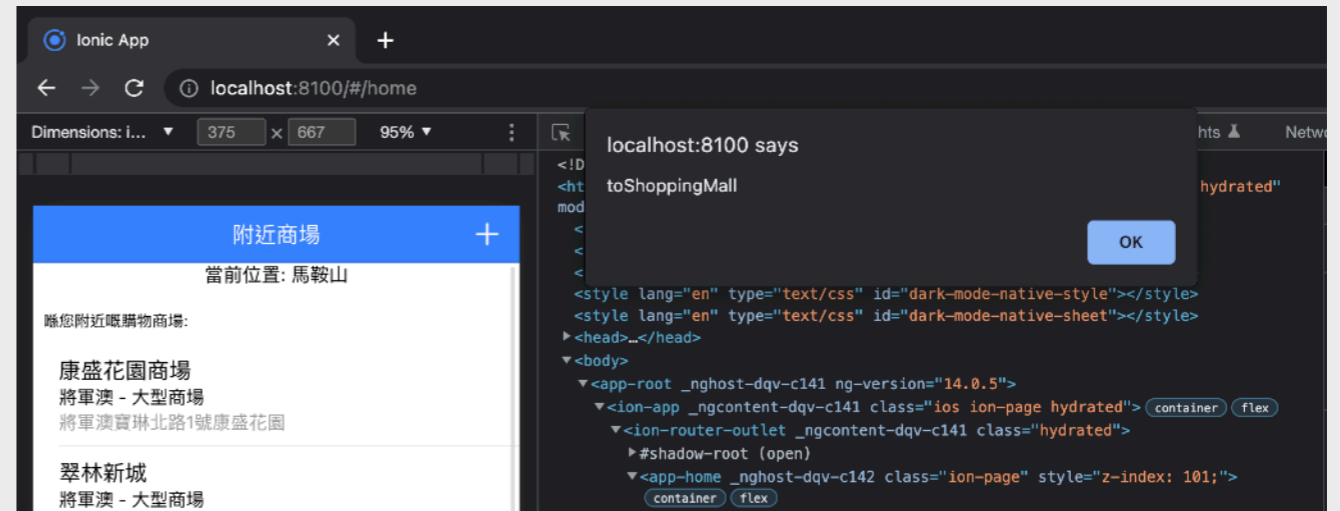 Ionic App
localhost:8100/#/home
Dimensions: i... 375 × 667 95%
hts Netw
localhost:8100 says
toShoppingMall
OK
附近商場
當前位置: 馬鞍山
喺您附近嘅購物商場:
康盛花園商場
將軍澳 - 大型商場
將軍澳寶琳北路1號康盛花園
翠林新城
將軍澳 - 大型商場
<!D
<ht hydrated"
mod
<
<
<
<style lang="en" type="text/css" id="dark-mode-native-style"></style>
<style lang="en" type="text/css" id="dark-mode-native-sheet"></style>
<head>…</head>
<body>
<app-root _nghost-dqv-c141 ng-version="14.0.5">
<ion-app _ngcontent-dqv-c141 class="ios ion-page hydrated"> container flex
<ion-router-outlet _ngcontent-dqv-c141 class="hydrated">
#shadow-root (open)
<app-home _nghost-dqv-c142 class="ion-page" style="z-index: 101;">
container flex